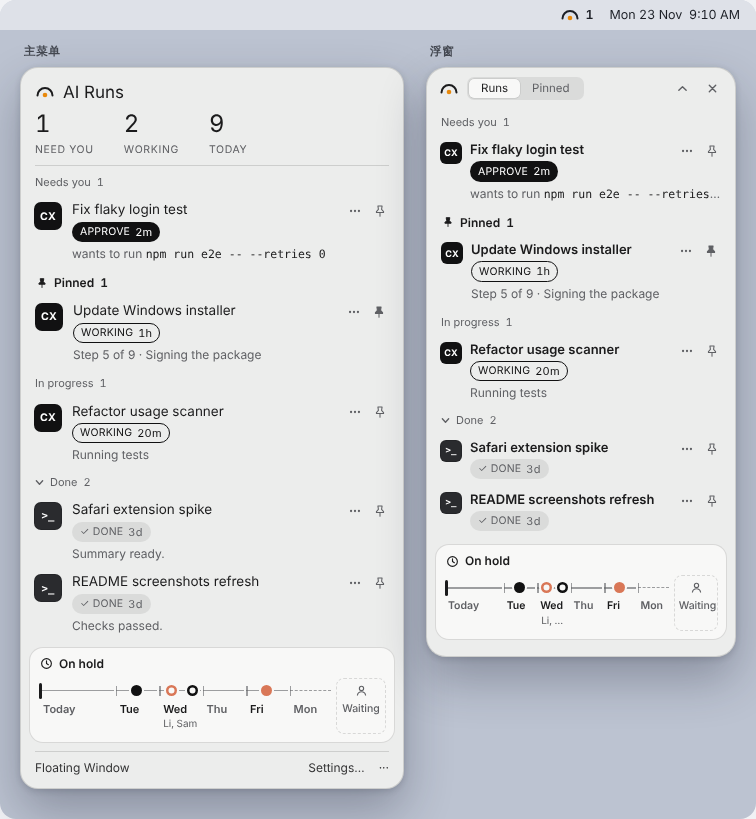 1 Mon 23 Nov 9:10 AM
主菜单
AI Runs
1 2 9
NEED YOU WORKING TODAY
Needs you 1
CX Fix flaky login test
APPROVE 2m
wants to run npm run e2e -- --retries 0
Pinned 1
CX Update Windows installer
WORKING 1h
Step 5 of 9 · Signing the package
In progress 1
CX Refactor usage scanner
WORKING 20m
Running tests
Done 2
>_ Safari extension spike
DONE 3d
Summary ready.
>_ README screenshots refresh
DONE 3d
Checks passed.
On hold
Today Tue Wed Thu Fri Mon Waiting
Li, Sam
Floating Window Settings... ...
浮窗
Runs Pinned
Needs you 1
CX Fix flaky login test
APPROVE 2m
wants to run npm run e2e -- --retries...
Pinned 1
CX Update Windows installer
WORKING 1h
Step 5 of 9 · Signing the package
In progress 1
CX Refactor usage scanner
WORKING 20m
Running tests
Done 2
>_ Safari extension spike
DONE 3d
>_ README screenshots refresh
DONE 3d
On hold
Today Tue Wed Thu Fri Mon Waiting
Li, ...